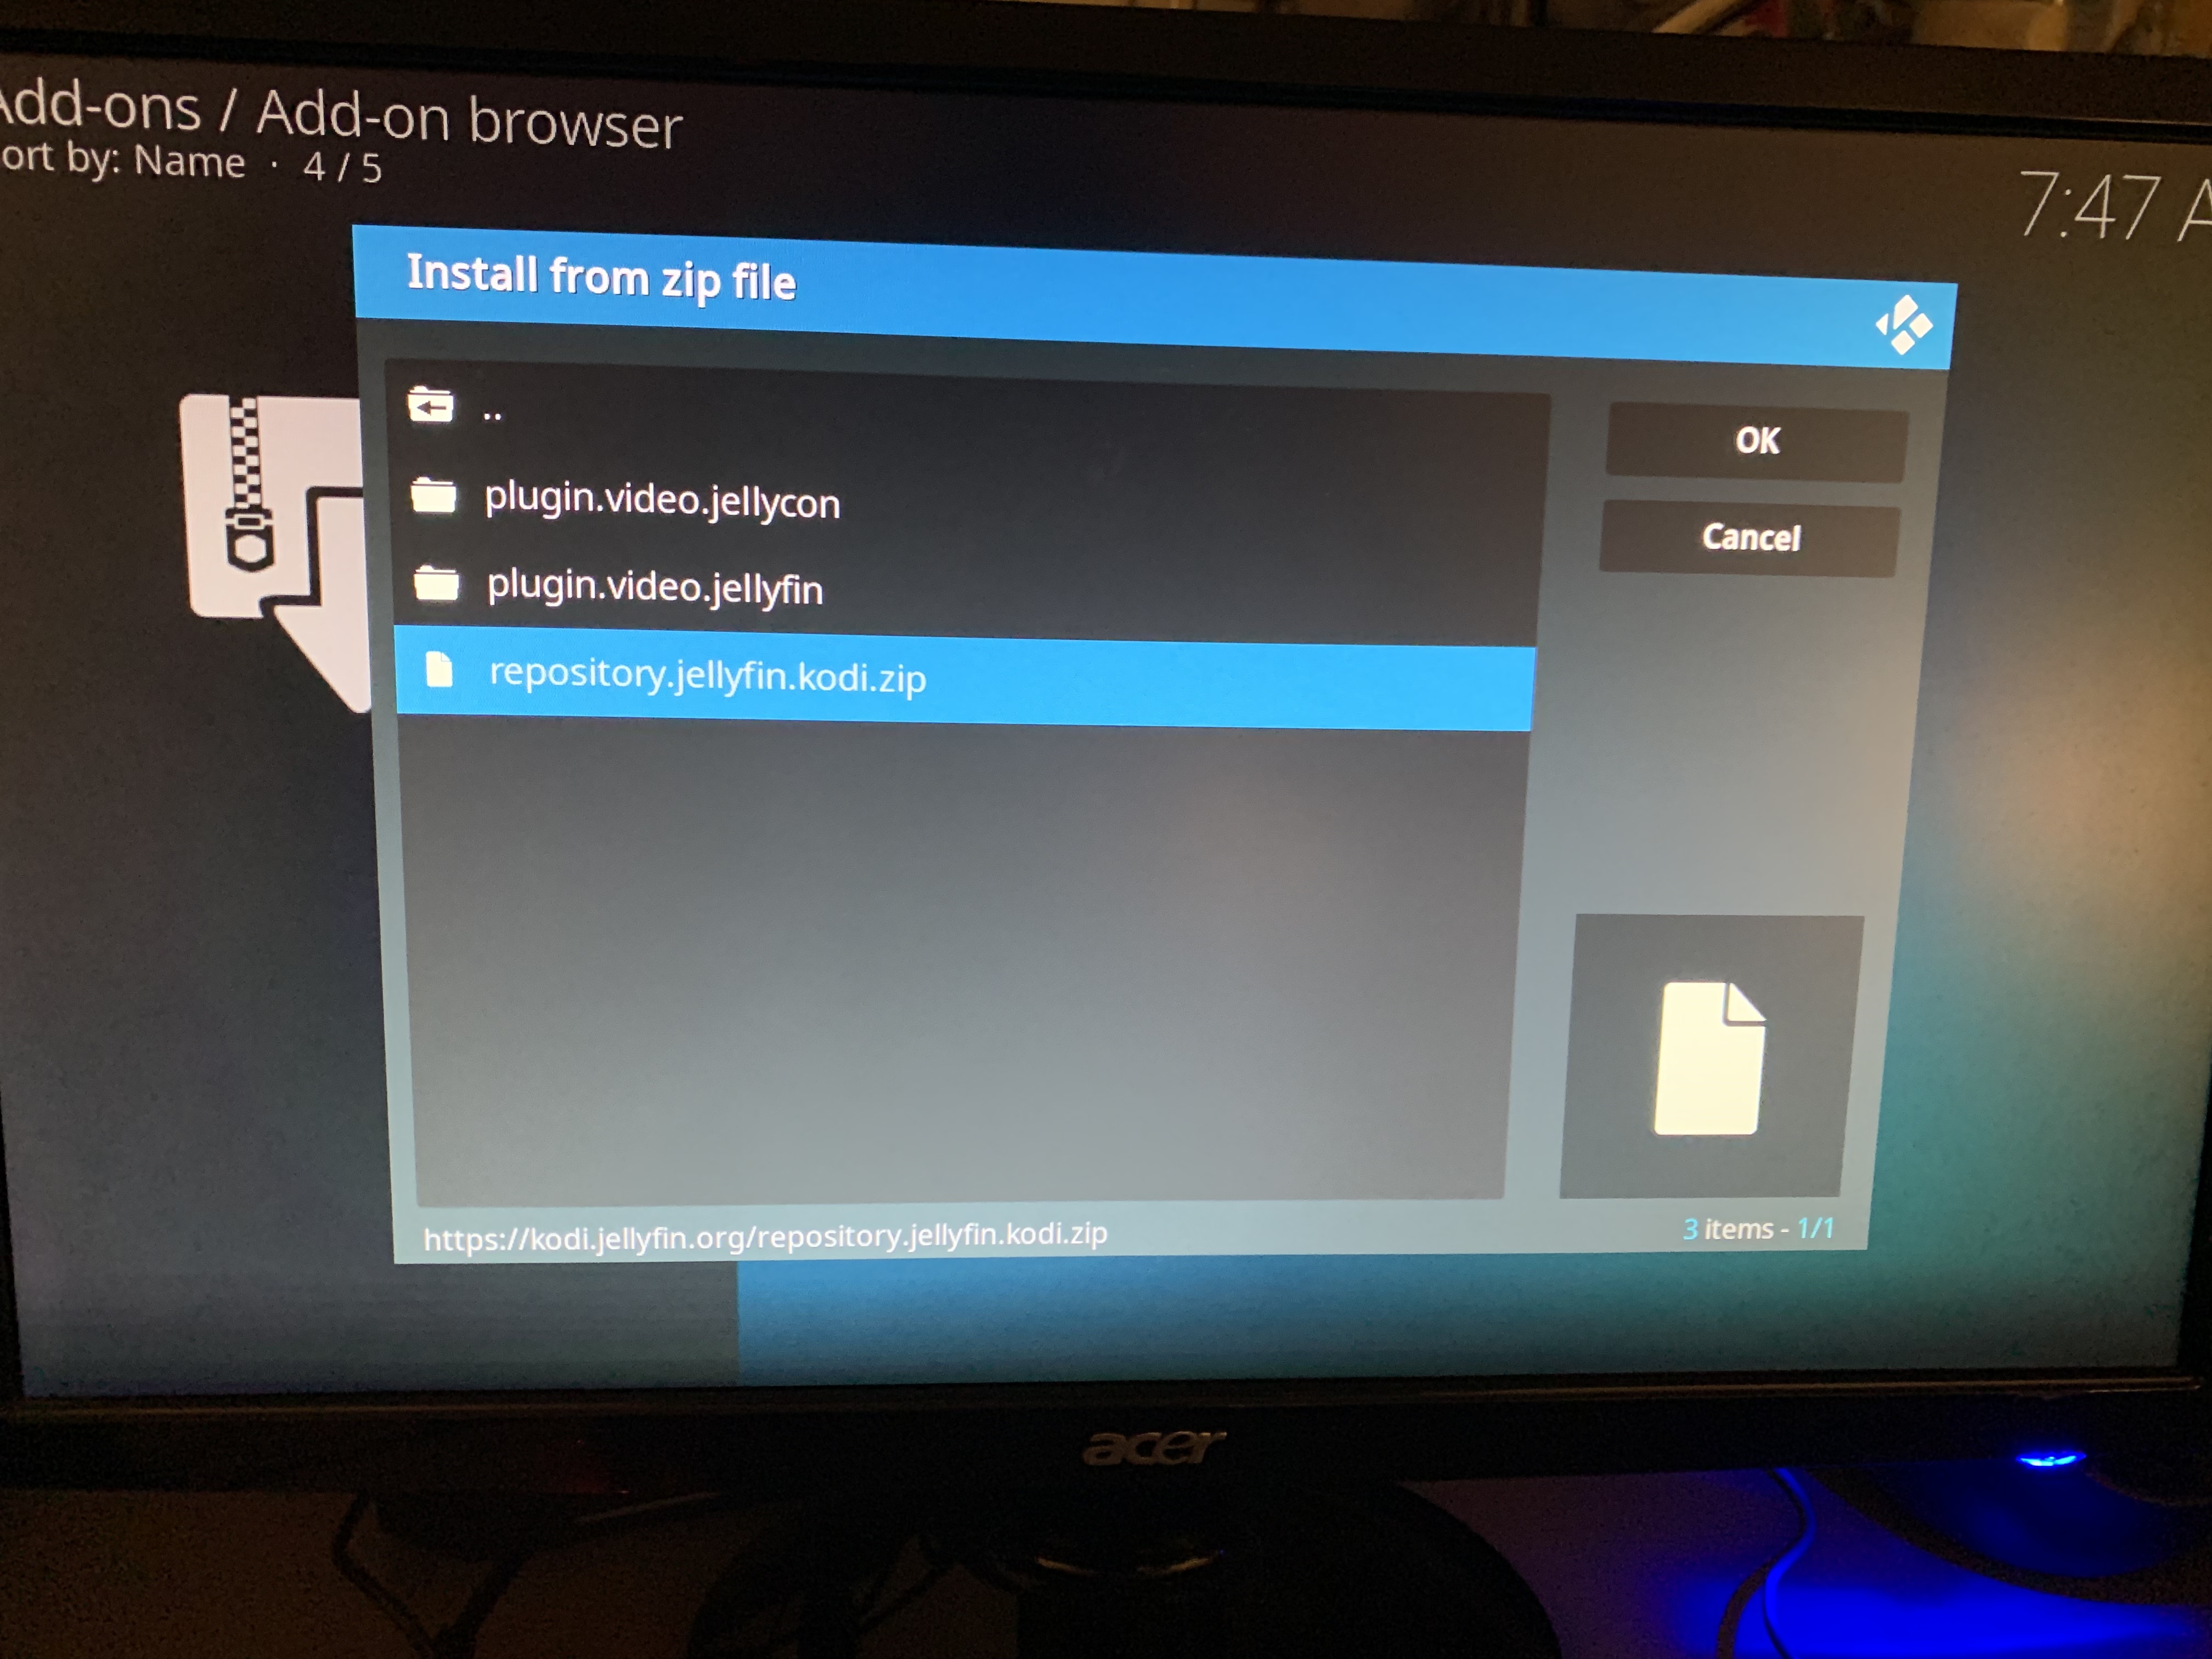 Add-ons / Add-on browser
ort by: Name · 4 / 5
7:47 A
Install from zip file
..
plugin.video.jellycon
plugin.video.jellyfin
repository.jellyfin.kodi.zip
OK
Cancel
https://kodi.jellyfin.org/repository.jellyfin.kodi.zip
3 items - 1/1
acer